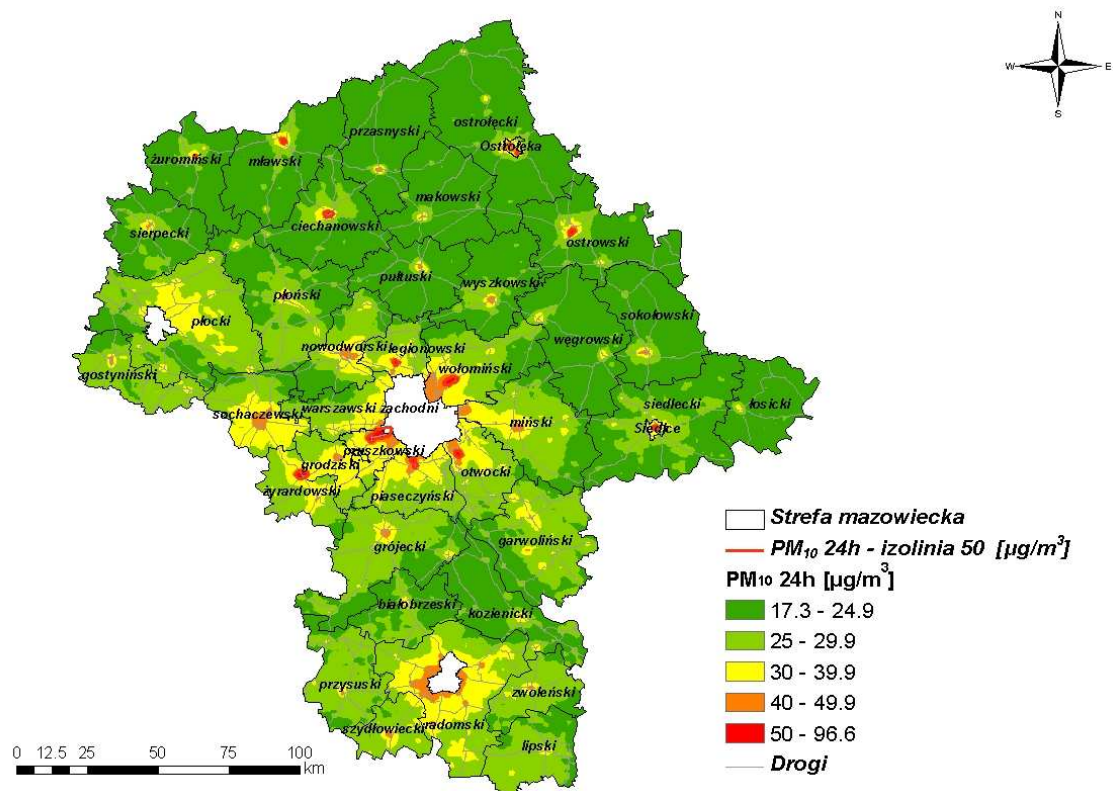 N
W E
S
ostrołęcki
przasnyski
Ostrołęka
żuromiński
mławski
makowski
ciechanowski
sierpecki
ostrowski
pułtuski
płoński
wyszkowski
sokołowski
płocki
węgrowski
nowodworski
legionowski
wołomiński
gostyniński
siedlecki
łosicki
warszawski zachodni
sochaczewski
miński
Siedlce
pruszkowski
grodziski
otwocki
żyrardowski
piaseczyński
garwoliński
grójecki
białobrzeski
kozienicki
przysuski
zwoleński
szydłowiecki
radomski
lipski
Strefa mazowiecka
PM10 24h - izolinia 50 [µg/m³]
PM10 24h [µg/m³]
17.3 - 24.9
25 - 29.9
30 - 39.9
40 - 49.9
50 - 96.6
Drogi
0 12.5 25 50 75 100
km